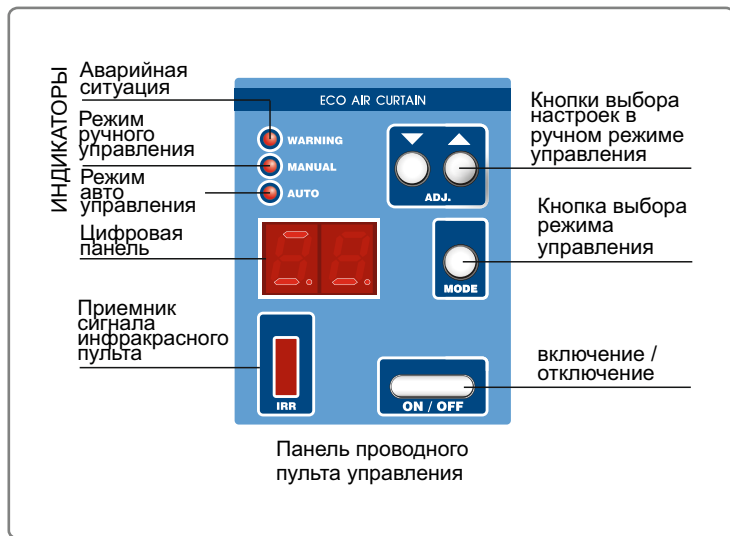 ИНДИКАТОРЫ
Аварийная
ситуация
Режим
ручного
управления
Режим
авто
управления
Цифровая
панель
Приемник
сигнала
инфракрасного
пульта
ECO AIR CURTAIN
WARNING
MANUAL
AUTO
ADJ.
MODE
IRR
ON / OFF
Кнопки выбора
настроек в
ручном режиме
управления
Кнопка выбора
режима
управления
включение /
отключение
Панель проводного
пульта управления